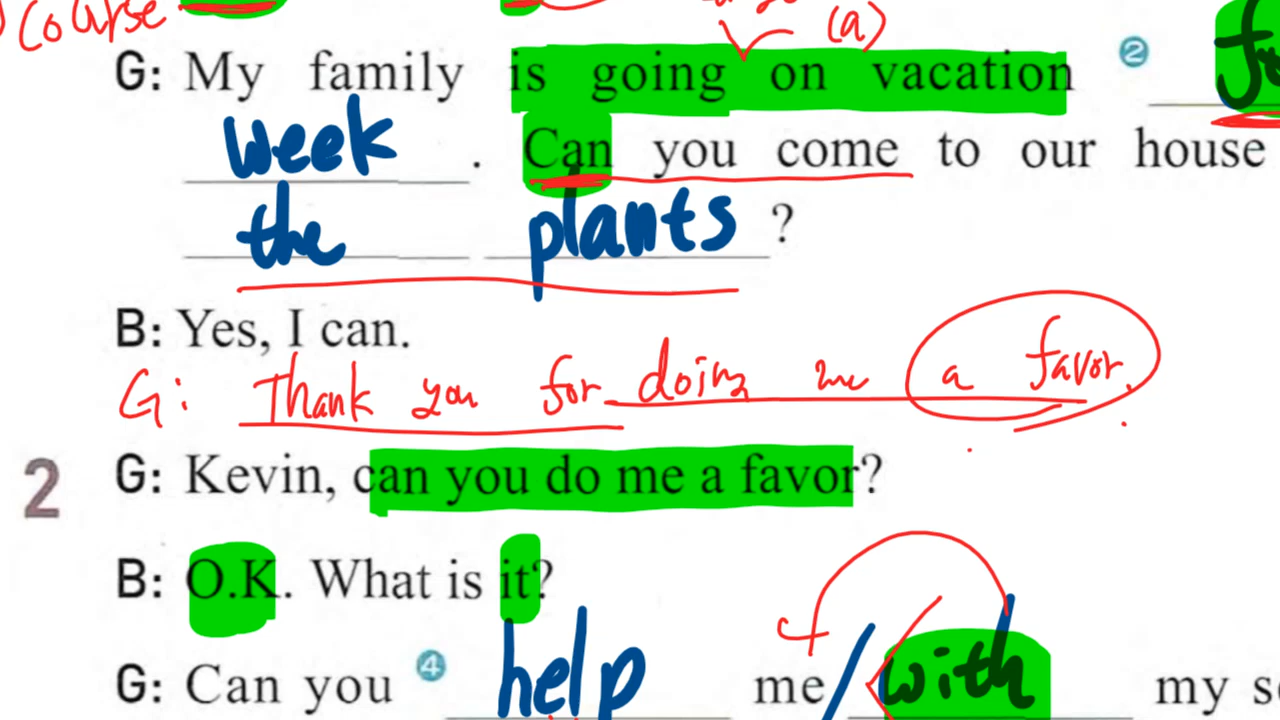 course
(a)
G: My family is going on vacation ②
week . Can you come to our house
the plants ?
B: Yes, I can.
G: Thank you for doing me a favor.
2 G: Kevin, can you do me a favor?
B: O.K. What is it?
G: Can you ④ help me / with my